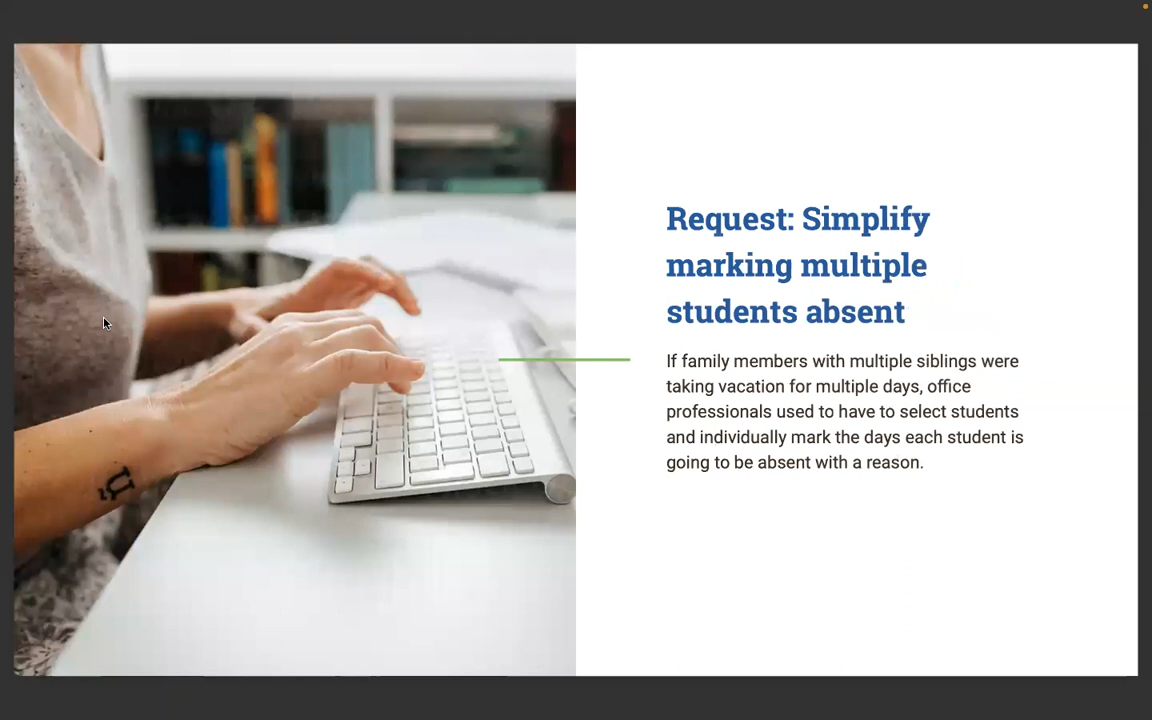 Request: Simplify
marking multiple
students absent
If family members with multiple siblings were
taking vacation for multiple days, office
professionals used to have to select students
and individually mark the days each student is
going to be absent with a reason.